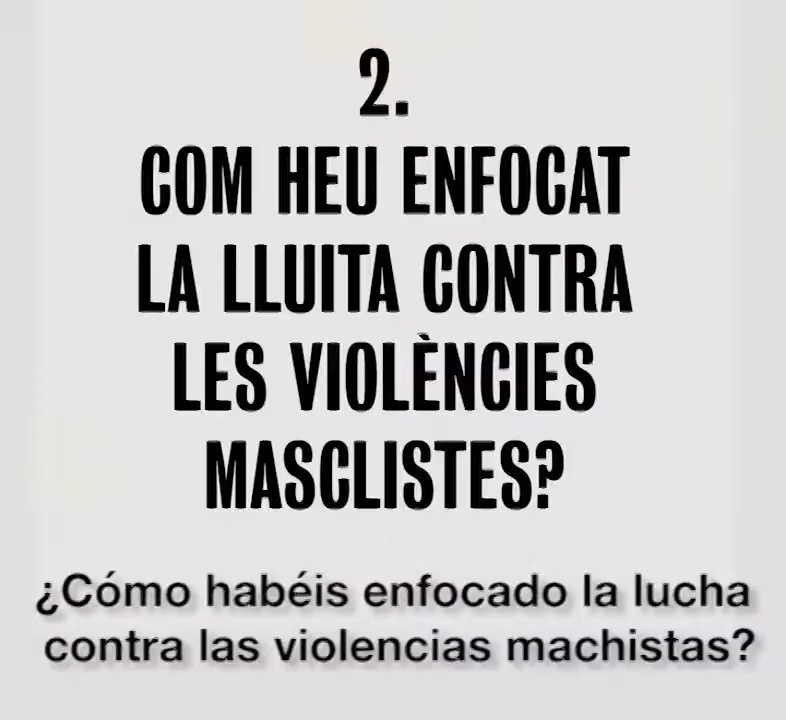 2.
COM HEU ENFOCAT
LA LLUITA CONTRA
LES VIOLÈNCIES
MASCLISTES?
¿Cómo habéis enfocado la lucha
contra las violencias machistas?